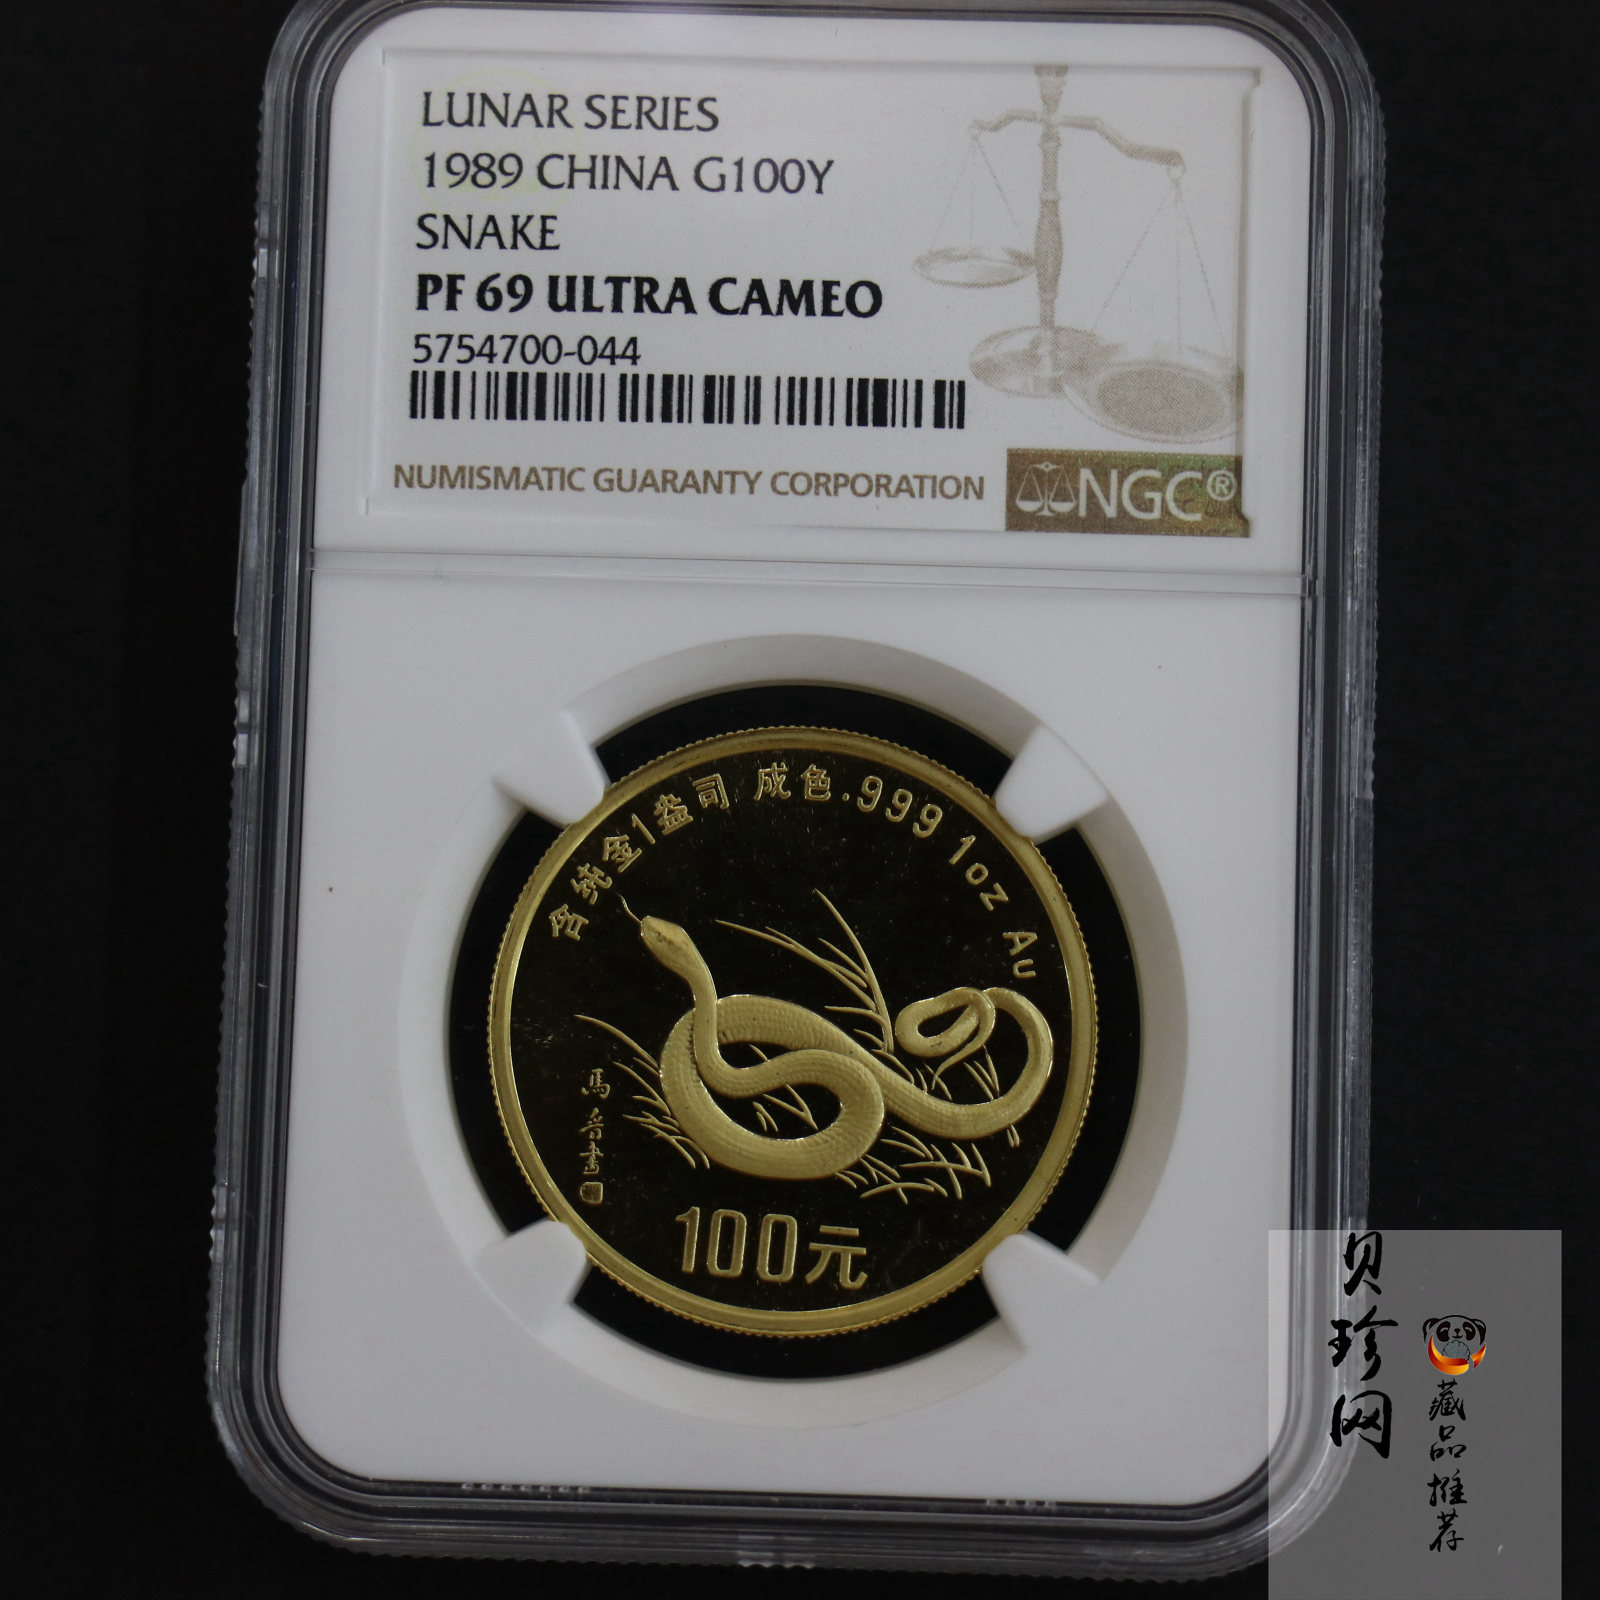 LUNAR SERIES
1989 CHINA G100Y
SNAKE
PF 69 ULTRA CAMEO
5754700-044
NUMISMATIC GUARANTY CORPORATION
NGC®
含纯金1盎司 成色.999 1oz Au
馬晋畫
100元
贝珍网
藏品推荐